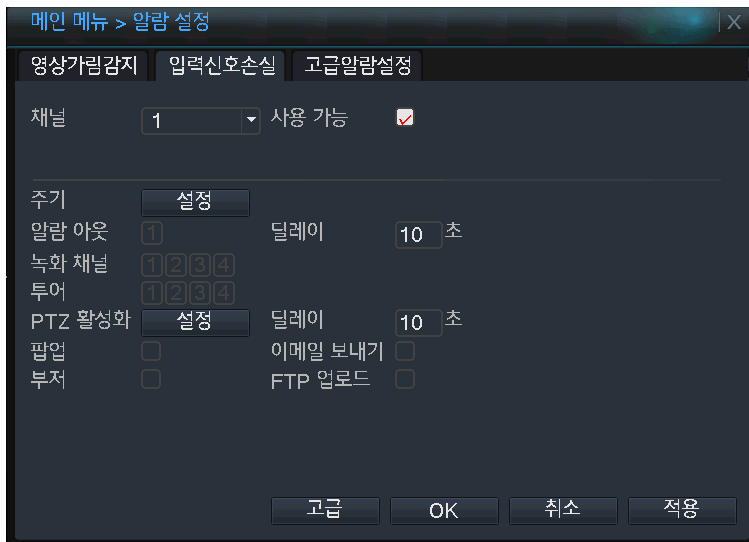 메인 메뉴 > 알람 설정 X
영상가림감지 입력신호손실 고급알람설정
채널 1 사용 가능
주기 설정
알람 아웃 1 딜레이 10 초
녹화 채널 1 2 3 4
투어 1 2 3 4
PTZ 활성화 설정 딜레이 10 초
팝업 이메일 보내기
부저 FTP 업로드
고급 OK 취소 적용